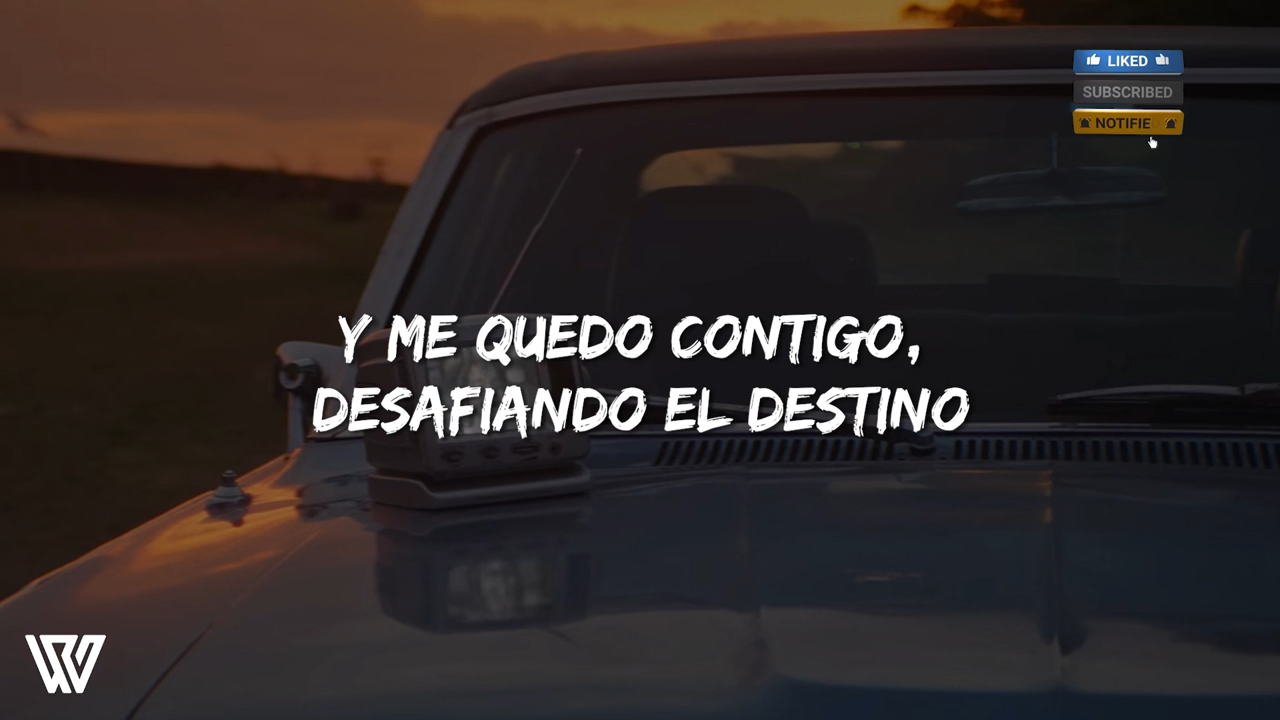 LIKED
SUBSCRIBED
NOTIFIE
Y ME QUEDO CONTIGO,
DESAFIANDO EL DESTINO